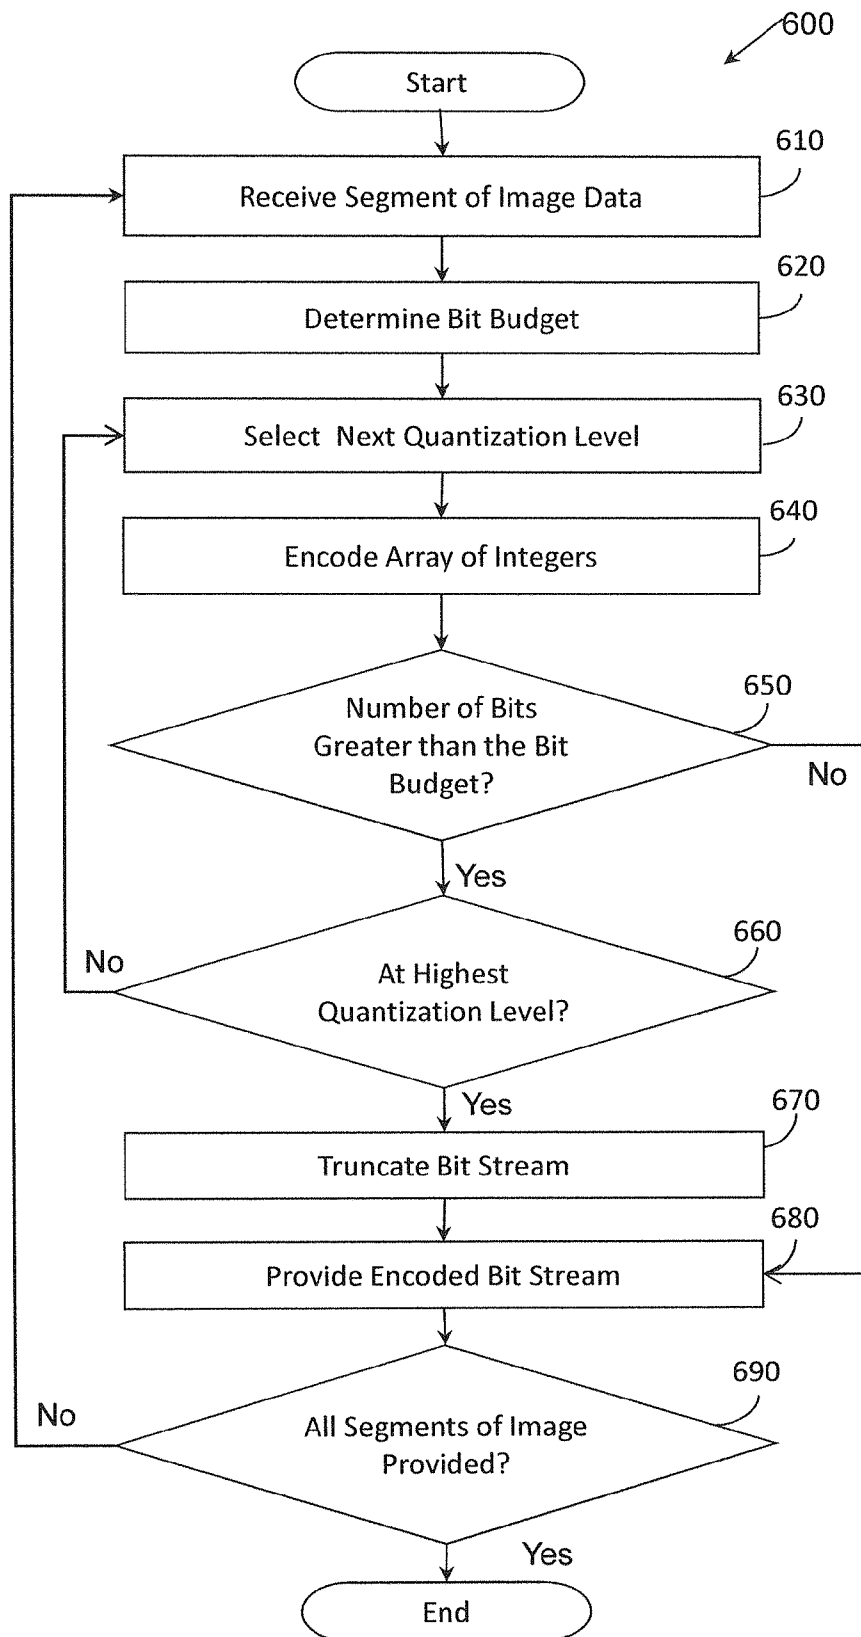 600
Start
610
Receive Segment of Image Data
620
Determine Bit Budget
630
Select Next Quantization Level
640
Encode Array of Integers
650
Number of Bits
Greater than the Bit
Budget?
No
Yes
660
No
At Highest
Quantization Level?
Yes
670
Truncate Bit Stream
680
Provide Encoded Bit Stream
690
No
All Segments of Image
Provided?
Yes
End